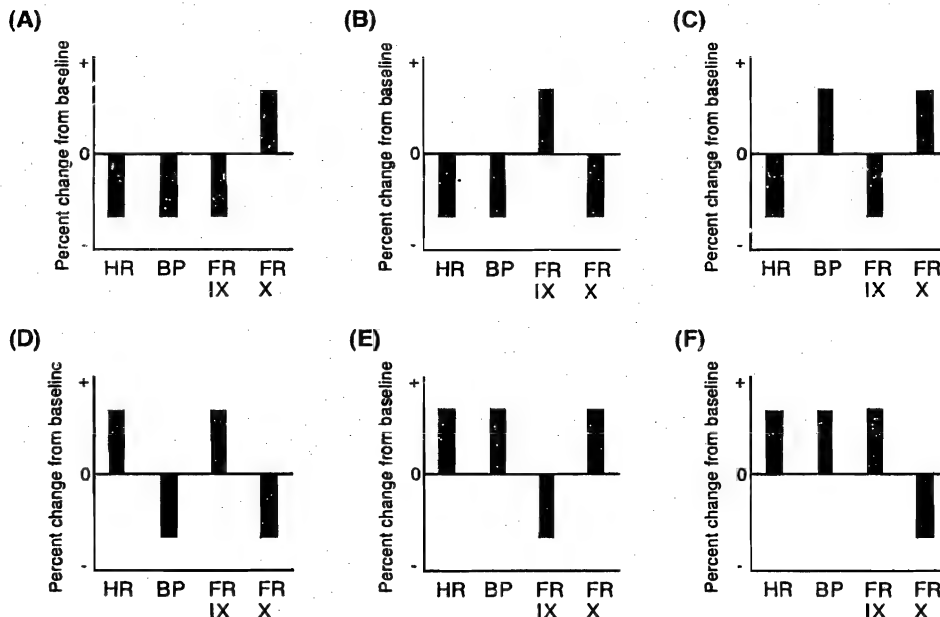 (A)
Percent change from baseline
+
0
-
HR BP FR FR
IX X
(B)
Percent change from baseline
+
0
-
HR BP FR FR
IX X
(C)
Percent change from baseline
+
0
-
HR BP FR FR
IX X
(D)
Percent change from baseline
+
0
-
HR BP FR FR
IX X
(E)
Percent change from baseline
+
0
-
HR BP FR FR
IX X
(F)
Percent change from baseline
+
0
-
HR BP FR FR
IX X